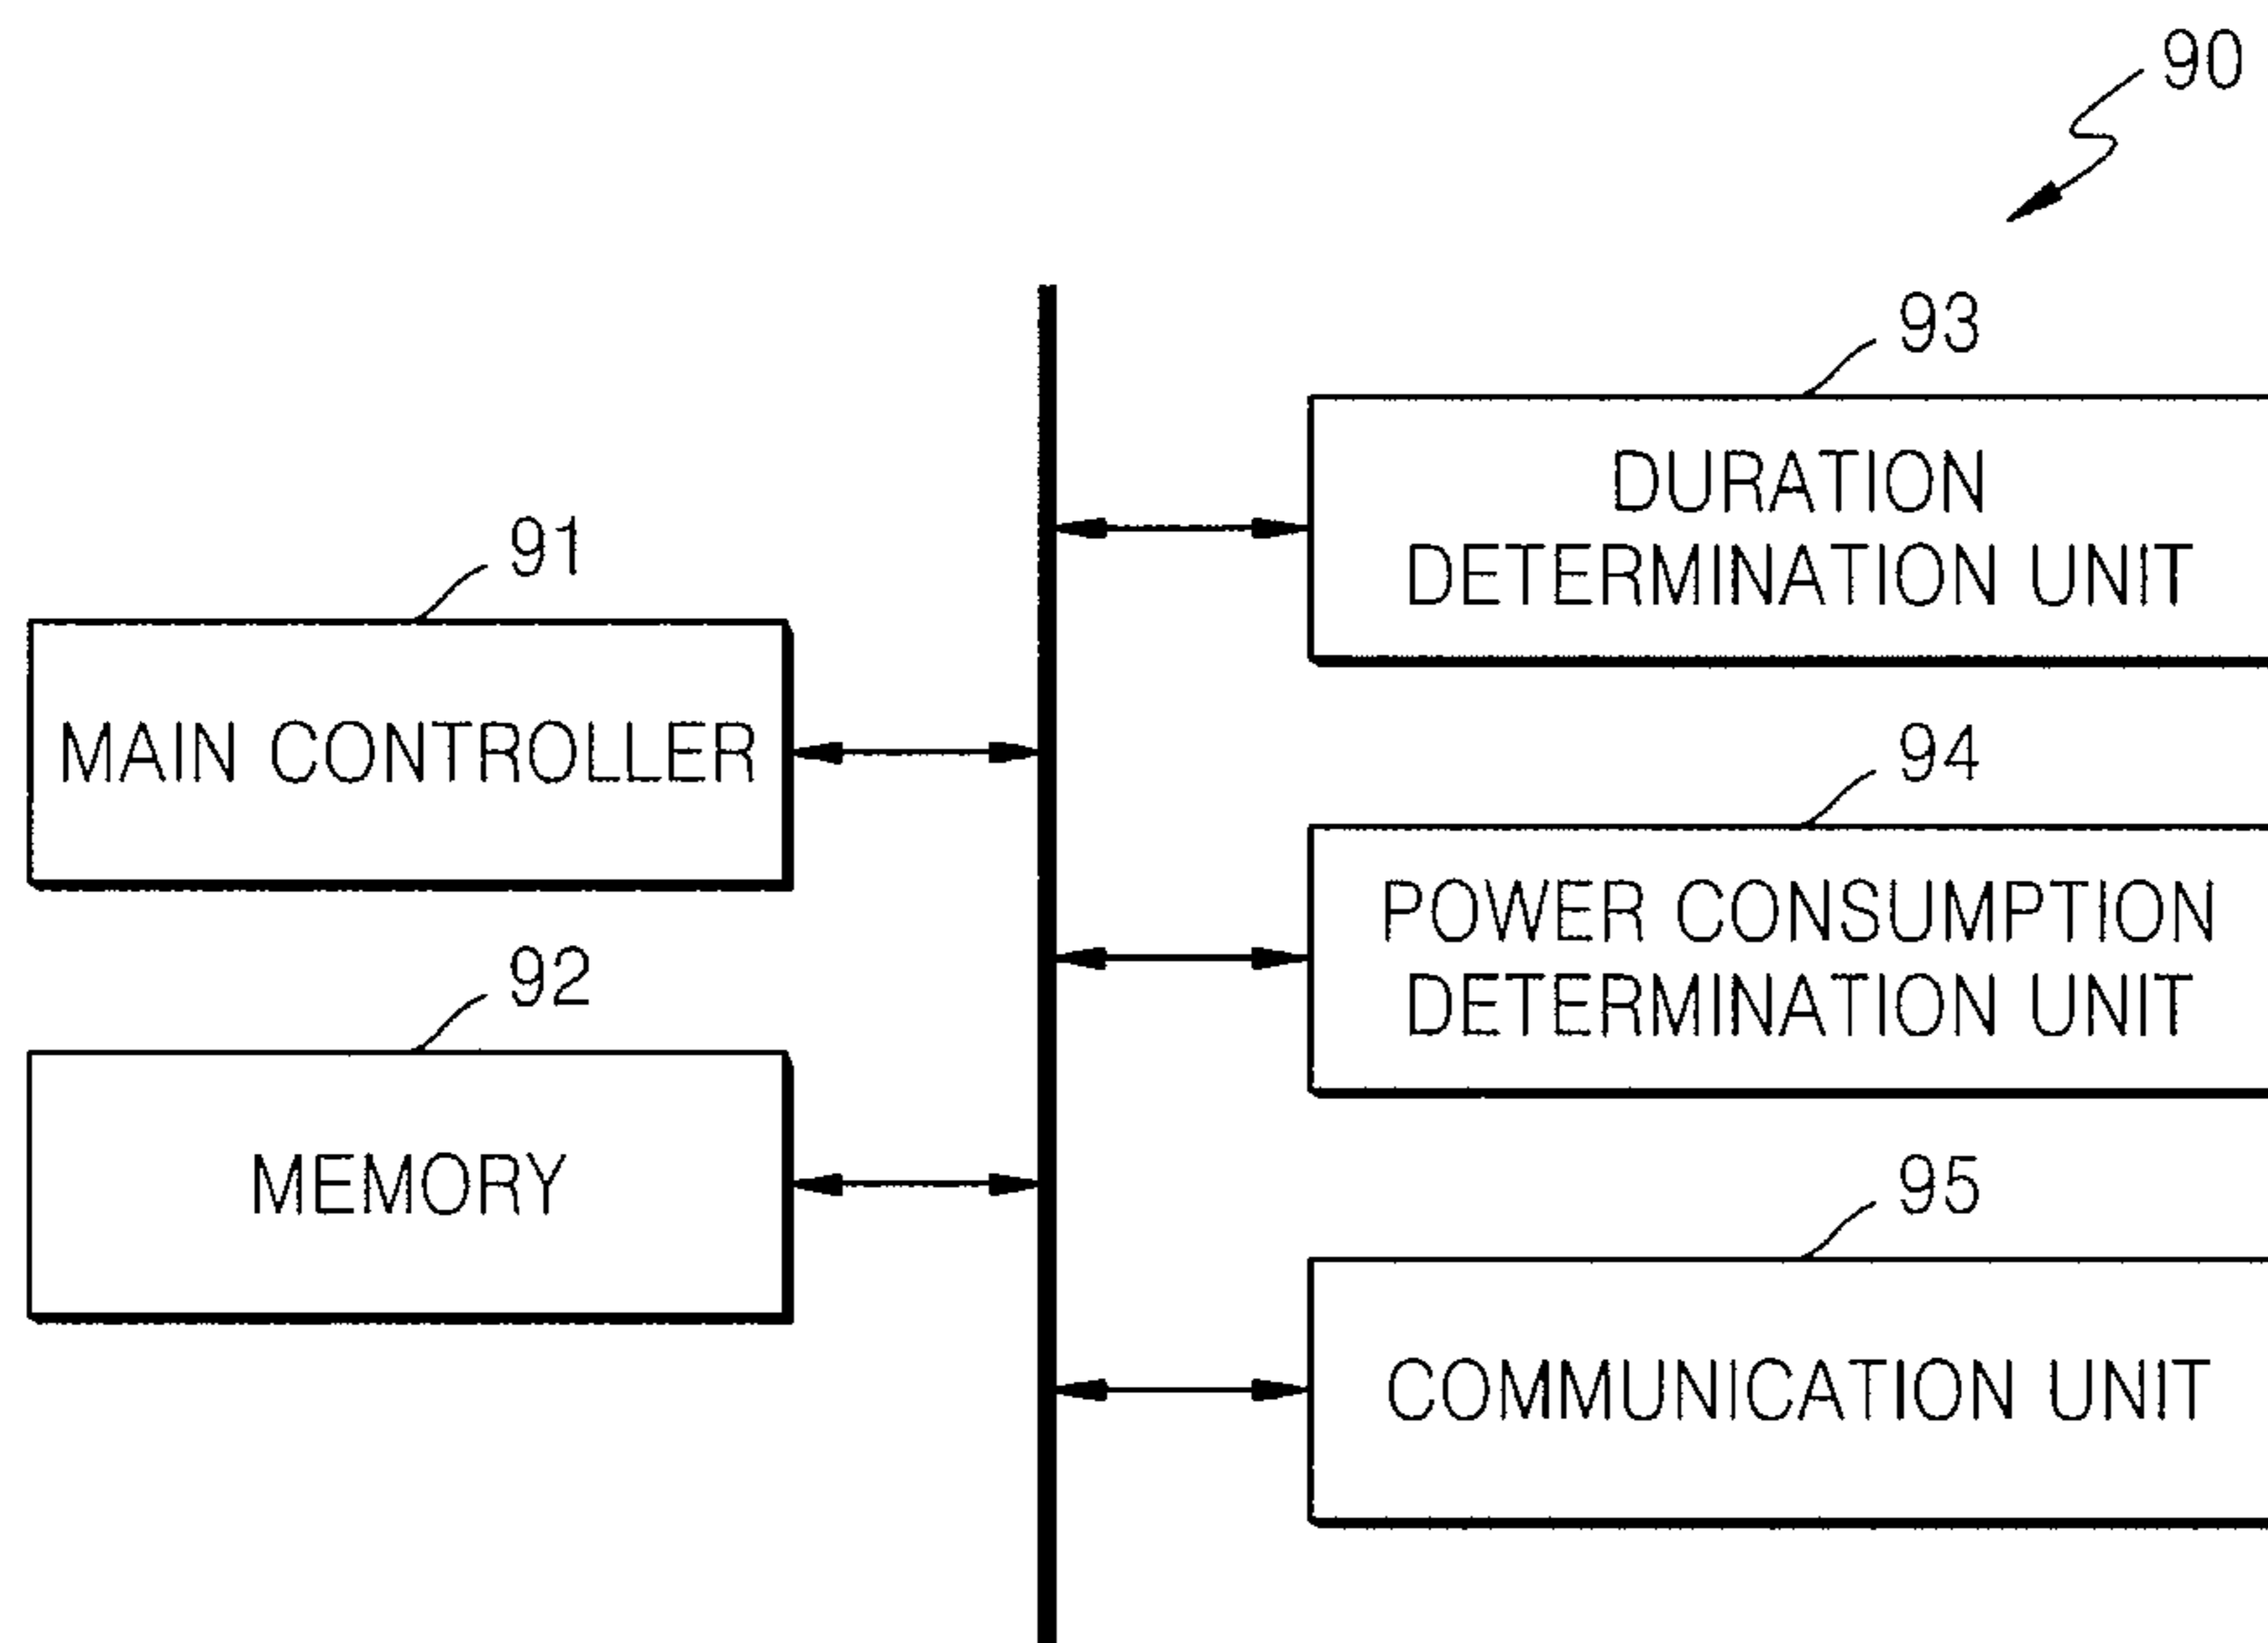 90
93
DURATION
DETERMINATION UNIT
91
MAIN CONTROLLER
94
POWER CONSUMPTION
DETERMINATION UNIT
92
MEMORY
95
COMMUNICATION UNIT